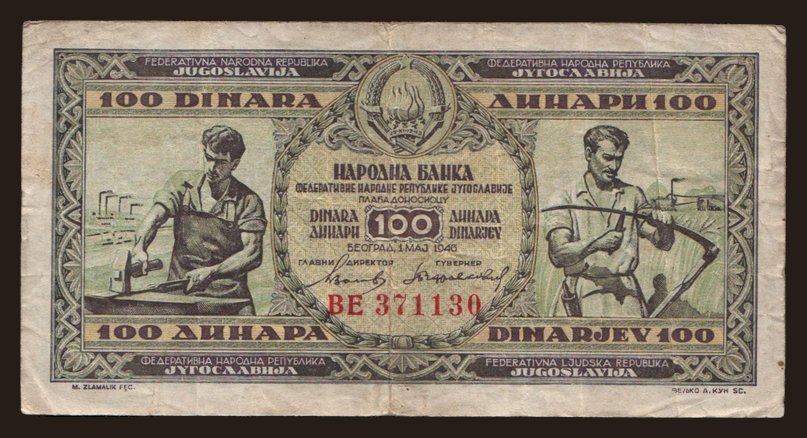 FEDERATIVNA NARODNA REPUBLIKA
JUGOSLAVIJA
ФЕДЕРАТИВНА НАРОДНА РЕПУБЛИКА
ЈУГОСЛАВИЈА
100 DINARA
ДИНАРИ 100
НАРОДНА БАНКА
ФЕДЕРАТИВНЕ НАРОДНЕ РЕПУБЛИКЕ ЈУГОСЛАВИЈЕ
ПЛАЋА ДОНОСИОЦУ
DINARA 100 ДИНАРА
ДИНАРИ DINARJEV
БЕОГРАД, 1 МАЈ 1946
ГЛАВНИ ДИРЕКТОР ГУВЕРНЕР
BE 371130
100 ДИНАРА
DINARJEV 100
ФЕДЕРАТИВНА НАРОДНА РЕПУБЛИКА
ЈУГОСЛАВИЈА
FEDERATIVNA LJUDSKA REPUBLIKA
JUGOSLAVIJA
M. ZLAMALIK FEC.
ВЕЉКО А. КУН SC.